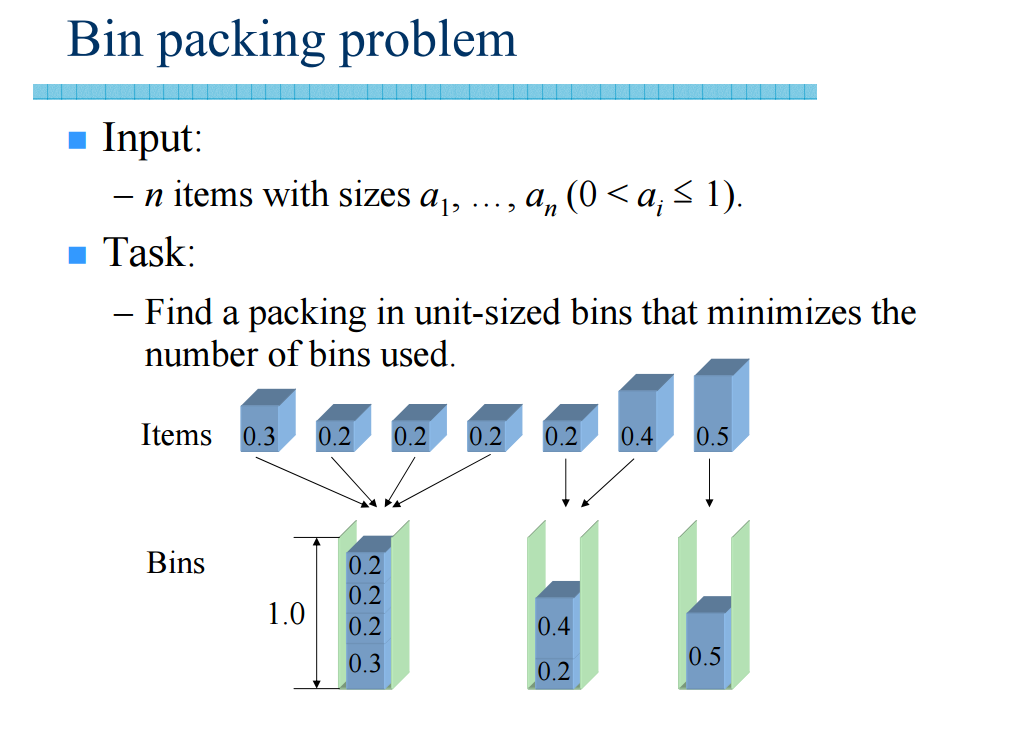 Bin packing problem
Input:
– n items with sizes a₁, …, aₙ (0 < aᵢ ≤ 1).
Task:
– Find a packing in unit-sized bins that minimizes the
number of bins used.
Items 0.3 0.2 0.2 0.2 0.2 0.4 0.5
Bins
1.0
0.2
0.2
0.2
0.3
0.4
0.2
0.5